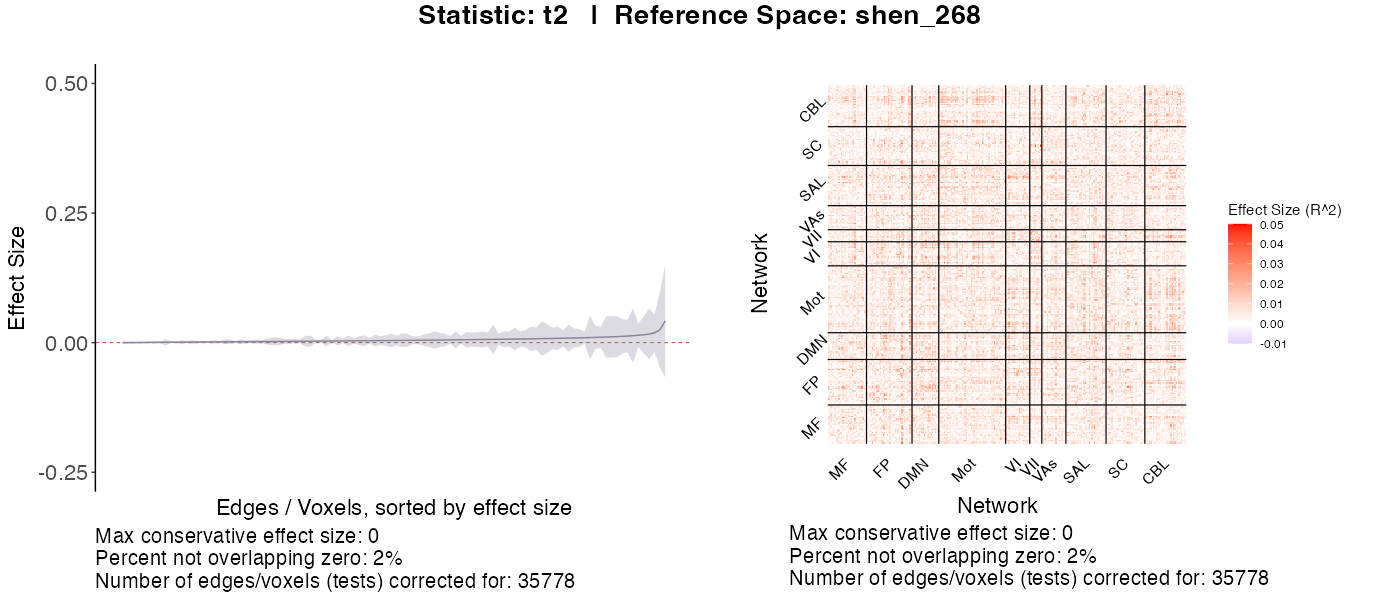 Statistic: t2 | Reference Space: shen_268
Effect Size
0.50
0.25
0.00
-0.25
Edges / Voxels, sorted by effect size
Max conservative effect size: 0
Percent not overlapping zero: 2%
Number of edges/voxels (tests) corrected for: 35778
Network
CBL
SC
SAL
VAs
VII
VI
Mot
DMN
FP
MF
MF
FP
DMN
Mot
VI
VII
VAs
SAL
SC
CBL
Network
Max conservative effect size: 0
Percent not overlapping zero: 2%
Number of edges/voxels (tests) corrected for: 35778
Effect Size (R^2)
0.05
0.04
0.03
0.02
0.01
0.00
-0.01